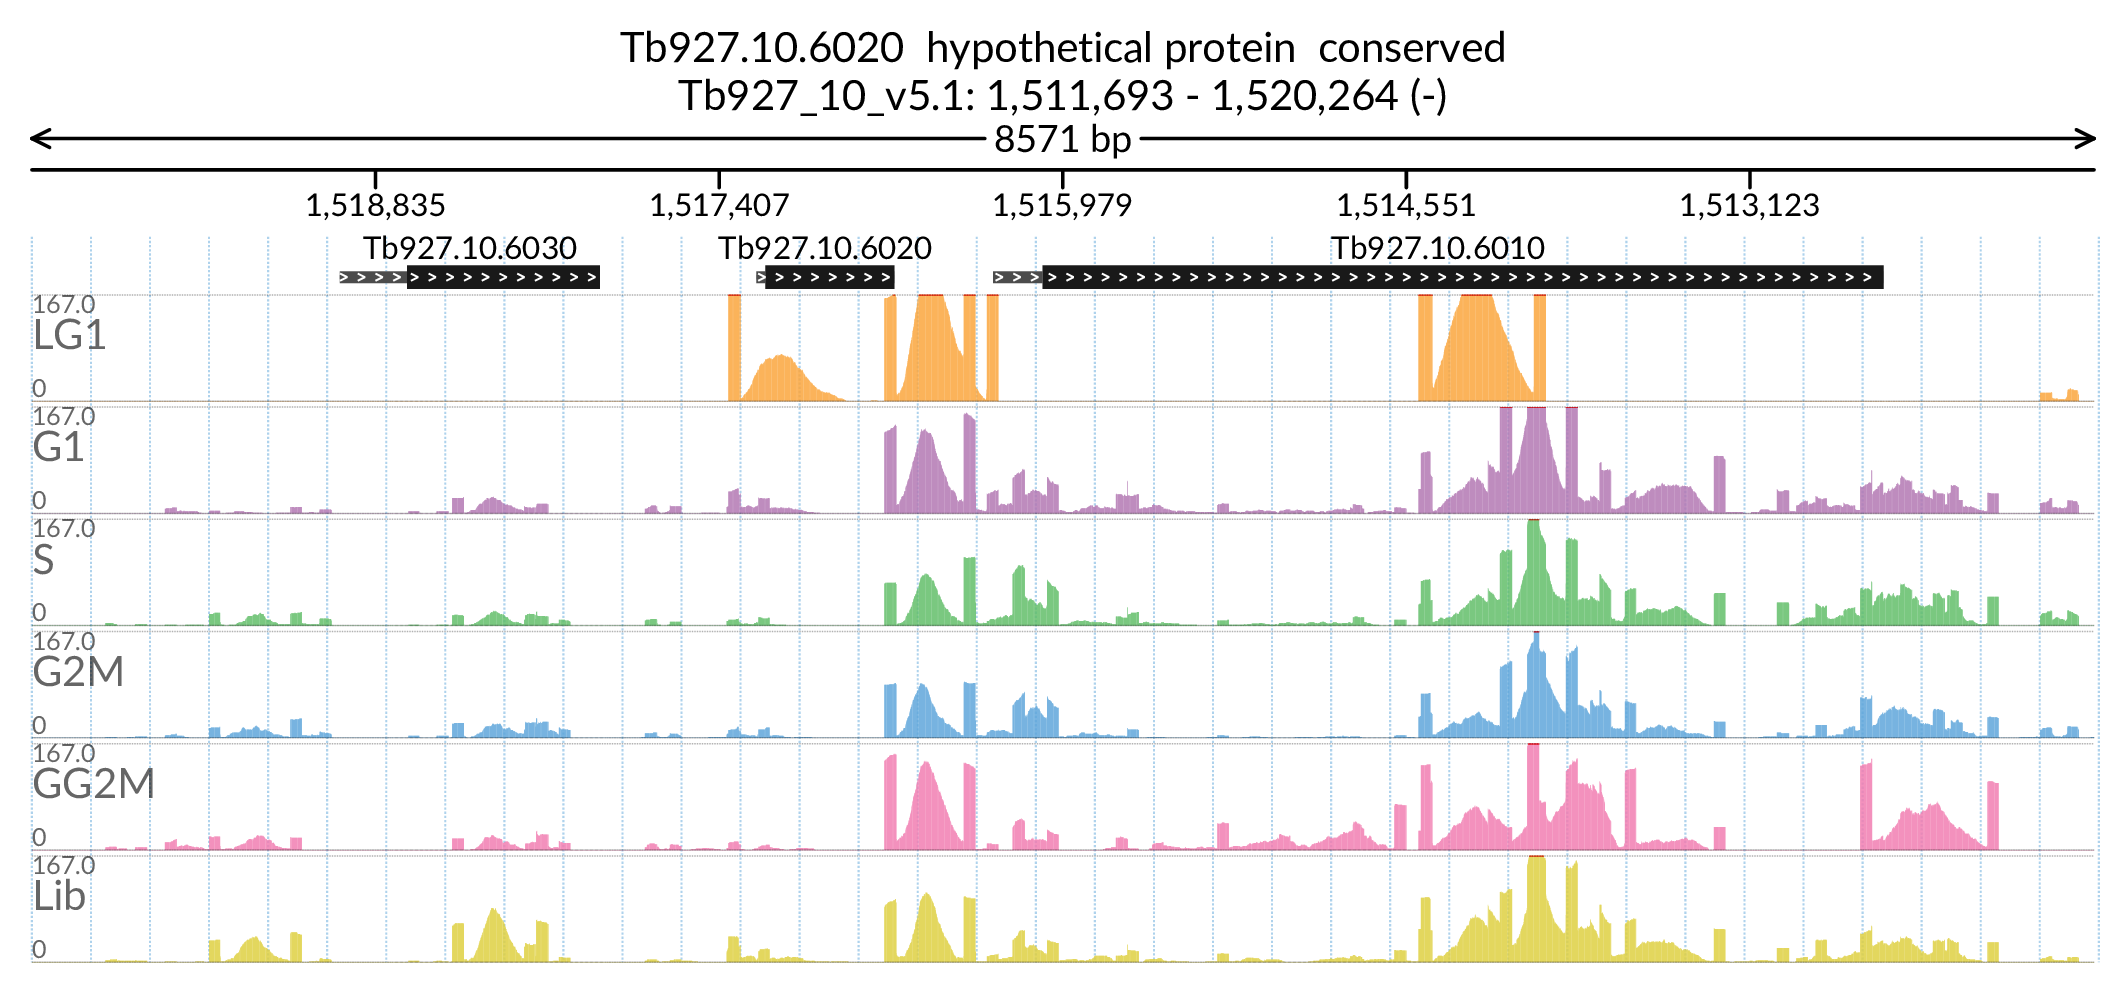 Tb927.10.6020 hypothetical protein conserved
Tb927_10_v5.1: 1,511,693 - 1,520,264 (-)
8571 bp
1,518,835 1,517,407 1,515,979 1,514,551 1,513,123
Tb927.10.6030 Tb927.10.6020 Tb927.10.6010
167.0
LG1
0
167.0
G1
0
167.0
S
0
167.0
G2M
0
167.0
GG2M
0
167.0
Lib
0